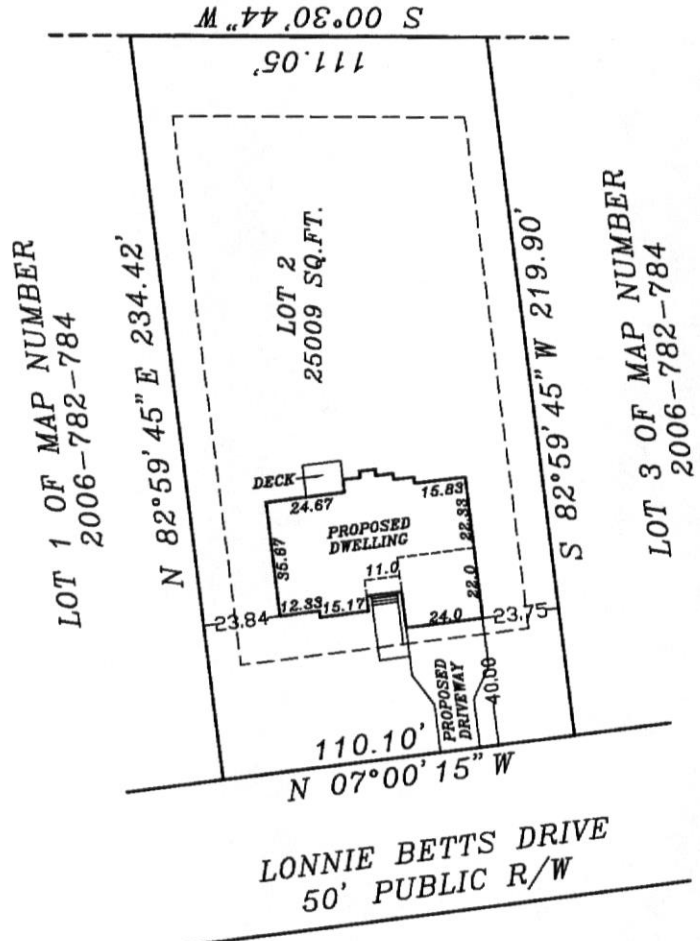 S 00°30'44" W
111.05'
LOT 1 OF MAP NUMBER
2006-782-784
N 82°59'45" E 234.42'
LOT 2
25009 SQ.FT.
S 82°59'45" W 219.90'
LOT 3 OF MAP NUMBER
2006-782-784
DECK
24.67
15.83
PROPOSED
DWELLING
35.67
22.33
11.0
12.33
15.17
22.0
24.0
23.84
23.75
PROPOSED
DRIVEWAY
40.00
110.10'
N 07°00'15" W
LONNIE BETTS DRIVE
50' PUBLIC R/W